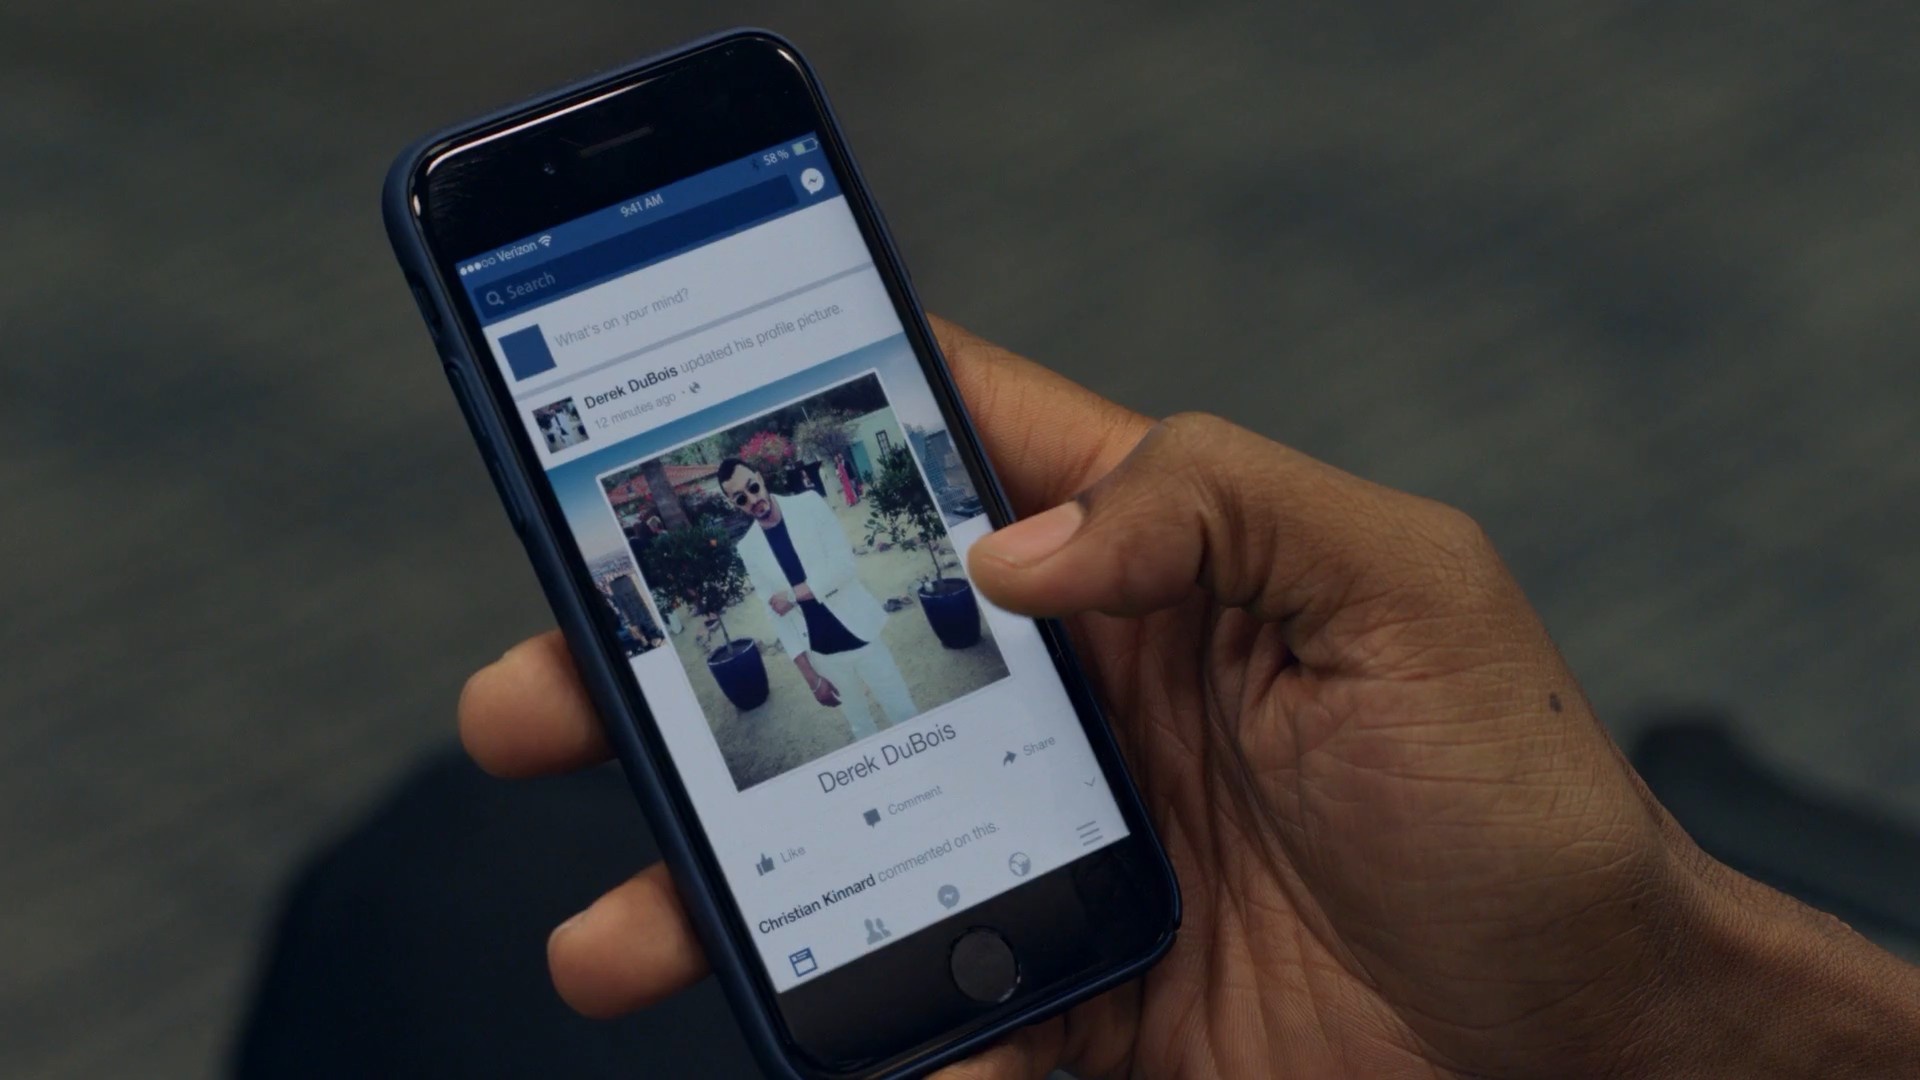 Verizon 9:41 AM 58%
Search
What's on your mind?
Derek DuBois updated his profile picture.
12 minutes ago ·
Derek DuBois
Like Comment Share
Christian Kinnard commented on this.